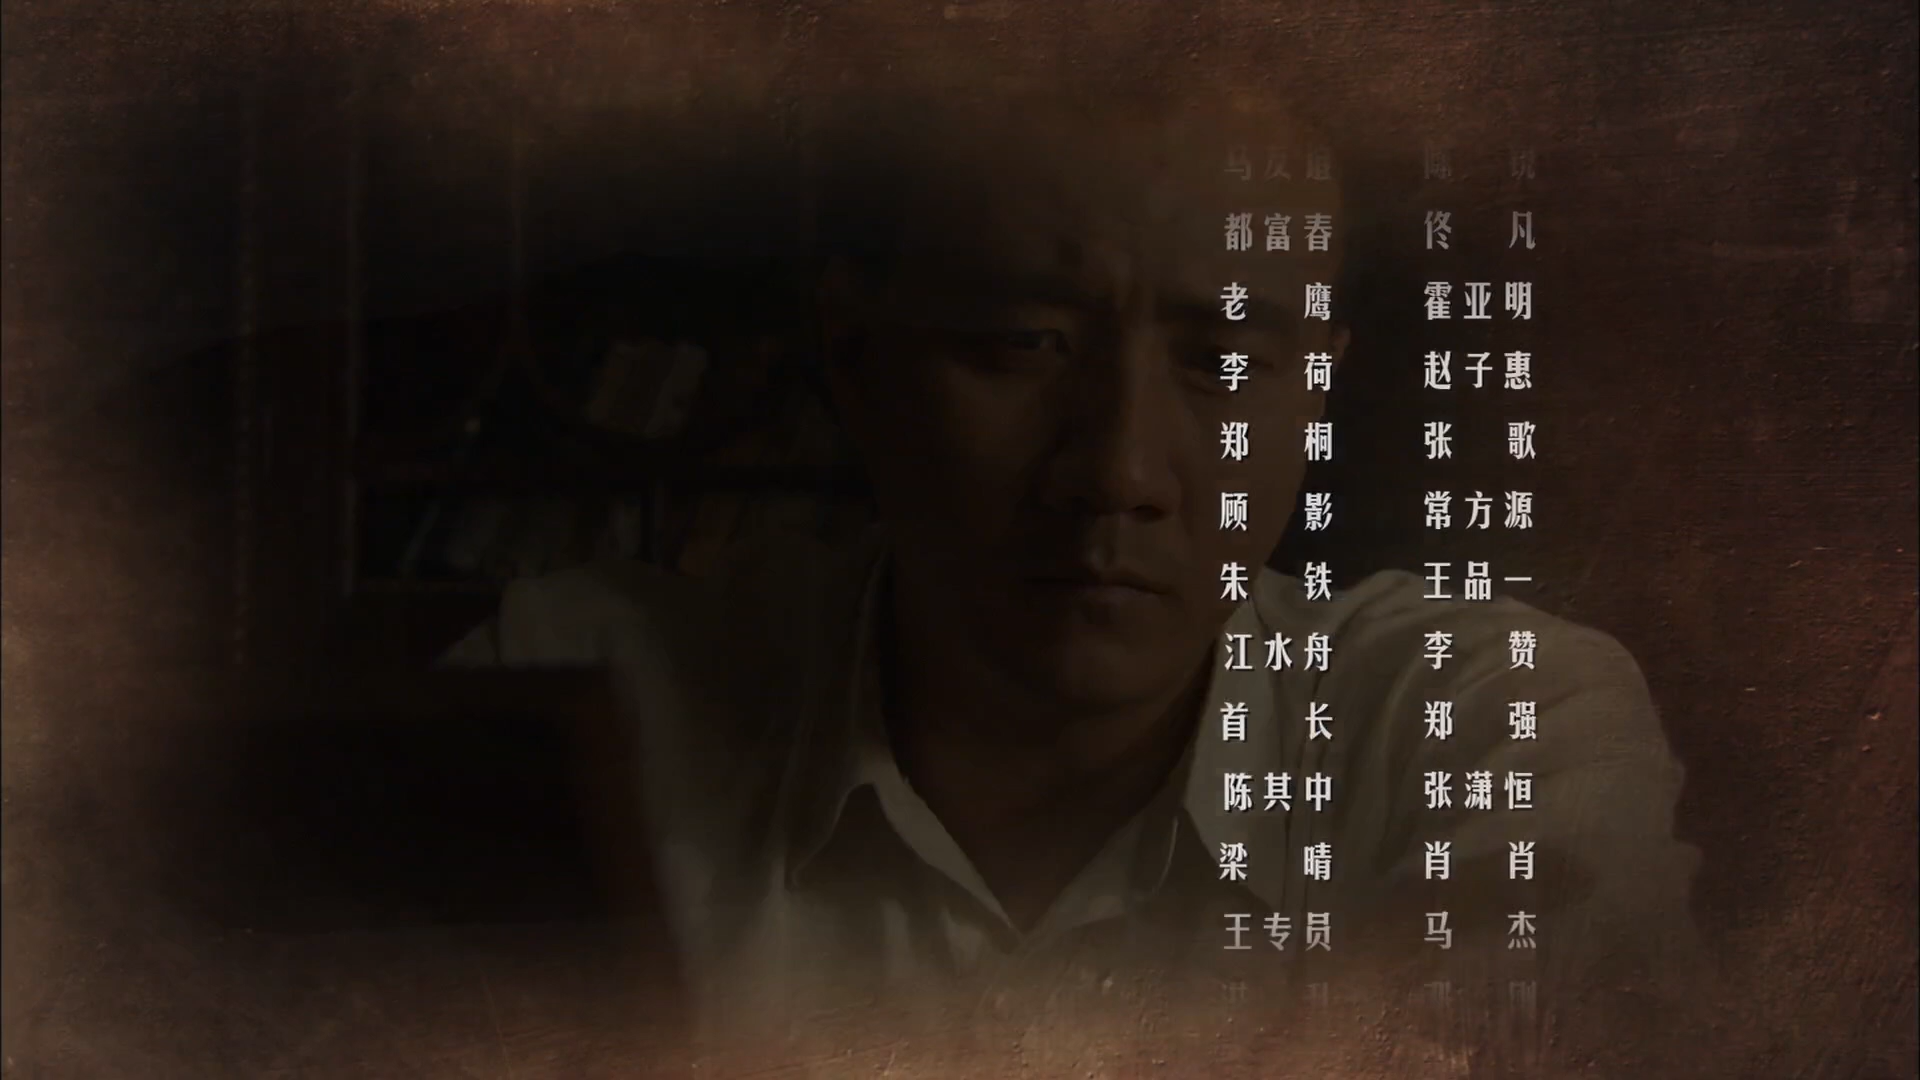 都富春 佟凡
老鹰 霍亚明
李荷 赵子惠
郑桐 张歌
顾影 常方源
朱铁 王品一
江水舟 李赞
首长 郑强
陈其中 张潇恒
梁晴 肖肖
王专员 马杰